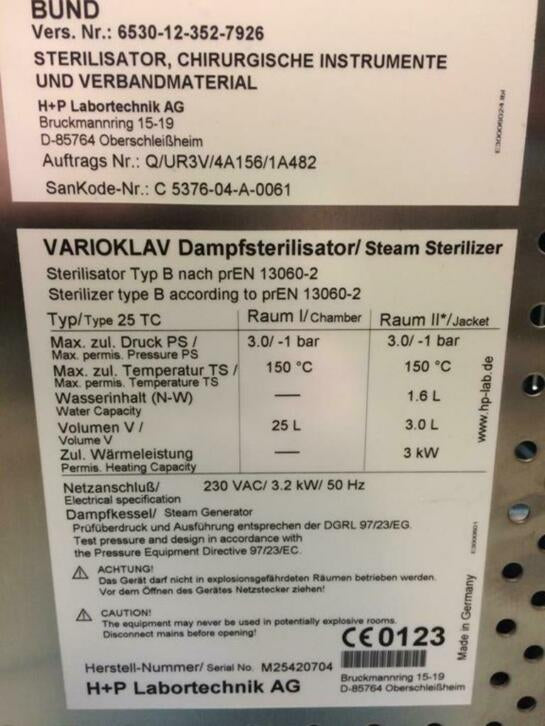 BUND
Vers. Nr.: 6530-12-352-7926
STERILISATOR, CHIRURGISCHE INSTRUMENTE
UND VERBANDMATERIAL
H+P Labortechnik AG
Bruckmannring 15-19
D-85764 Oberschleißheim
Auftrags Nr.: Q/UR3V/4A156/1A482
SanKode-Nr.: C 5376-04-A-0061
E30006024.lbl
VARIOKLAV Dampfsterilisator/ Steam Sterilizer
Sterilisator Typ B nach prEN 13060-2
Sterilizer type B according to prEN 13060-2
Typ/Type 25 TC Raum I/Chamber Raum II*/Jacket
Max. zul. Druck PS / 3.0/ -1 bar 3.0/ -1 bar
Max. permis. Pressure PS
Max. zul. Temperatur TS / 150 °C 150 °C
Max. permis. Temperature TS
Wasserinhalt (N-W) — 1.6 L
Water Capacity
Volumen V / 25 L 3.0 L
Volume V
Zul. Wärmeleistung — 3 kW
Permis. Heating Capacity
www.hp-lab.de
Netzanschluß/ 230 VAC/ 3.2 kW/ 50 Hz
Electrical specification
Dampfkessel/ Steam Generator
Prüfüberdruck und Ausführung entsprechen der DGRL 97/23/EG.
Test pressure and design in accordance with
the Pressure Equipment Directive 97/23/EC.
ACHTUNG!
Das Gerät darf nicht in explosionsgefährdeten Räumen betrieben werden.
Vor dem Öffnen des Gerätes Netzstecker ziehen!
CAUTION!
The equipment may never be used in potentially explosive rooms.
Disconnect mains before opening!
CE 0123
Made in Germany
Herstell-Nummer/ Serial No. M25420704
H+P Labortechnik AG
Bruckmannring 15-19
D-85764 Oberschleißheim